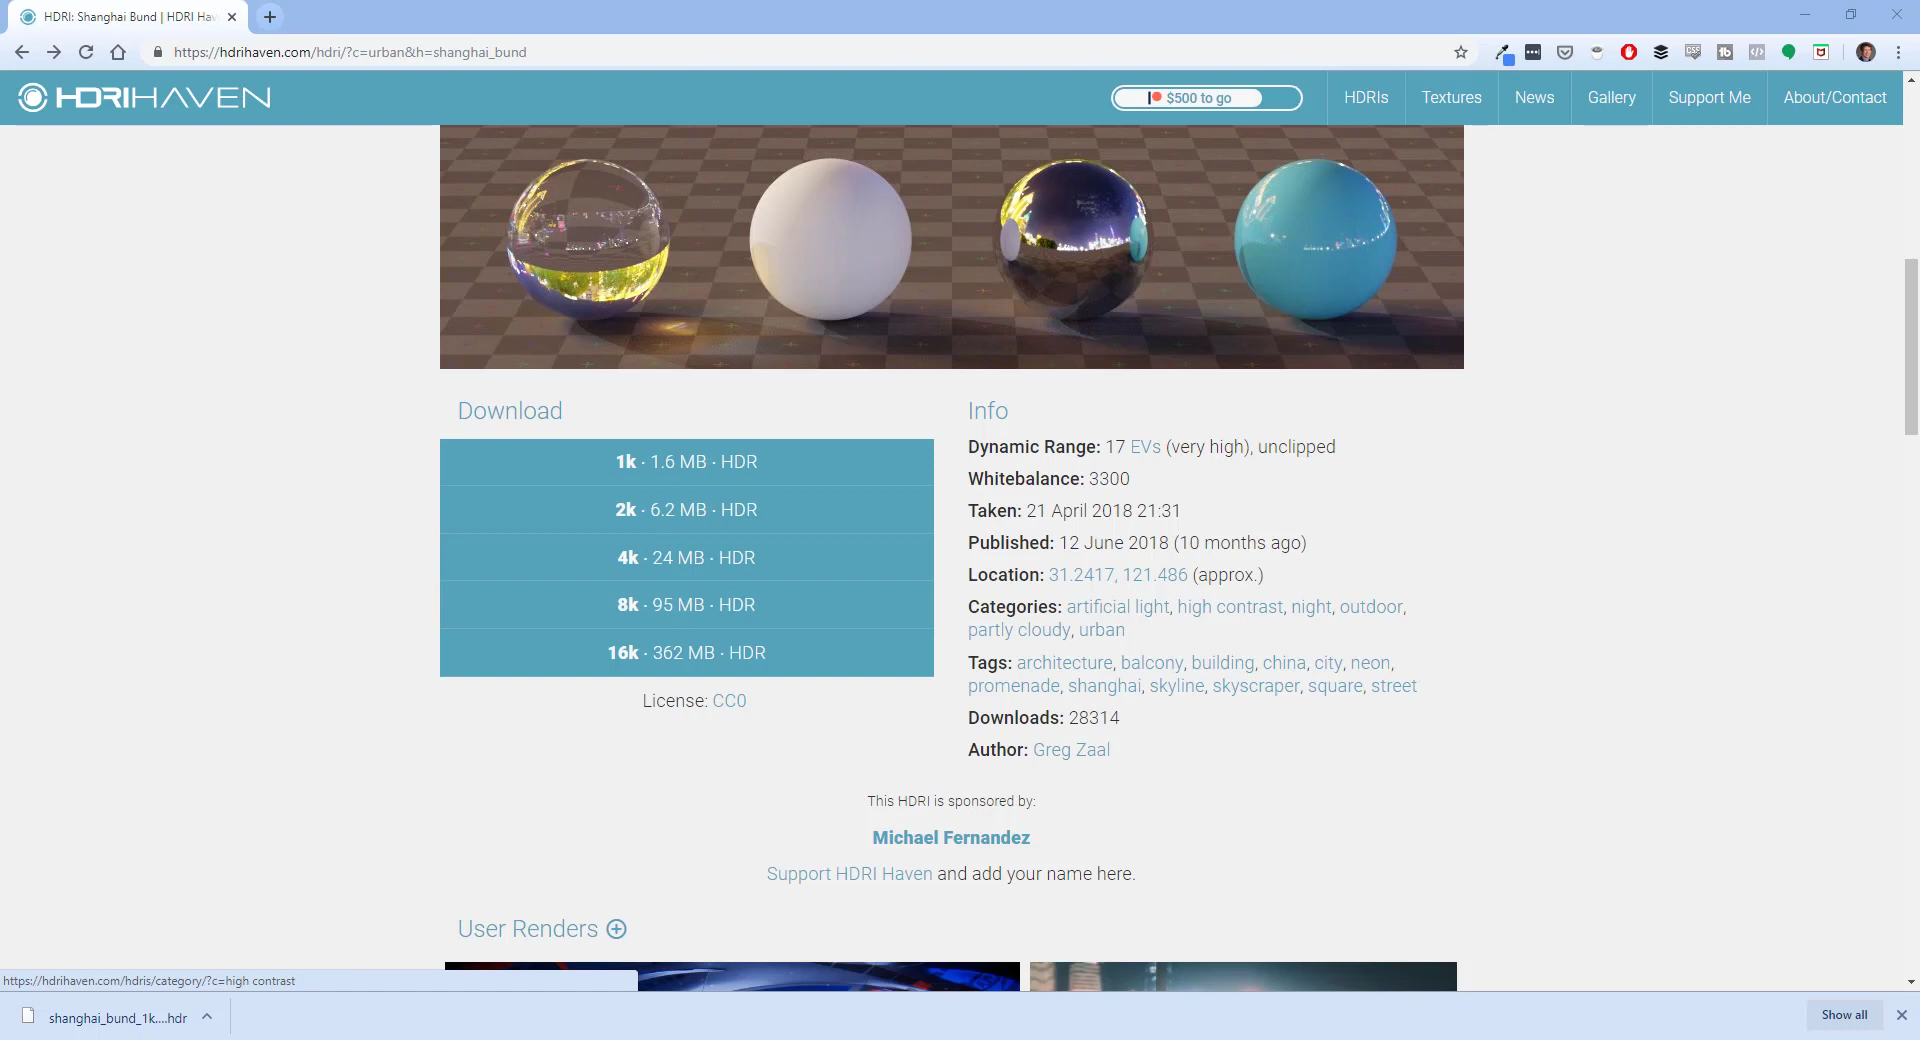 HDRI: Shanghai Bund | HDRI Hav
https://hdrihaven.com/hdri/?c=urban&h=shanghai_bund
HDRIHAVEN
$500 to go
HDRIs
Textures
News
Gallery
Support Me
About/Contact
Download
1k · 1.6 MB · HDR
2k · 6.2 MB · HDR
4k · 24 MB · HDR
8k · 95 MB · HDR
16k · 362 MB · HDR
License: CC0
Info
Dynamic Range: 17 EVs (very high), unclipped
Whitebalance: 3300
Taken: 21 April 2018 21:31
Published: 12 June 2018 (10 months ago)
Location: 31.2417, 121.486 (approx.)
Categories: artificial light, high contrast, night, outdoor,
partly cloudy, urban
Tags: architecture, balcony, building, china, city, neon,
promenade, shanghai, skyline, skyscraper, square, street
Downloads: 28314
Author: Greg Zaal
This HDRI is sponsored by:
Michael Fernandez
Support HDRI Haven and add your name here.
User Renders
https://hdrihaven.com/hdris/category/?c=high contrast
shanghai_bund_1k....hdr
Show all